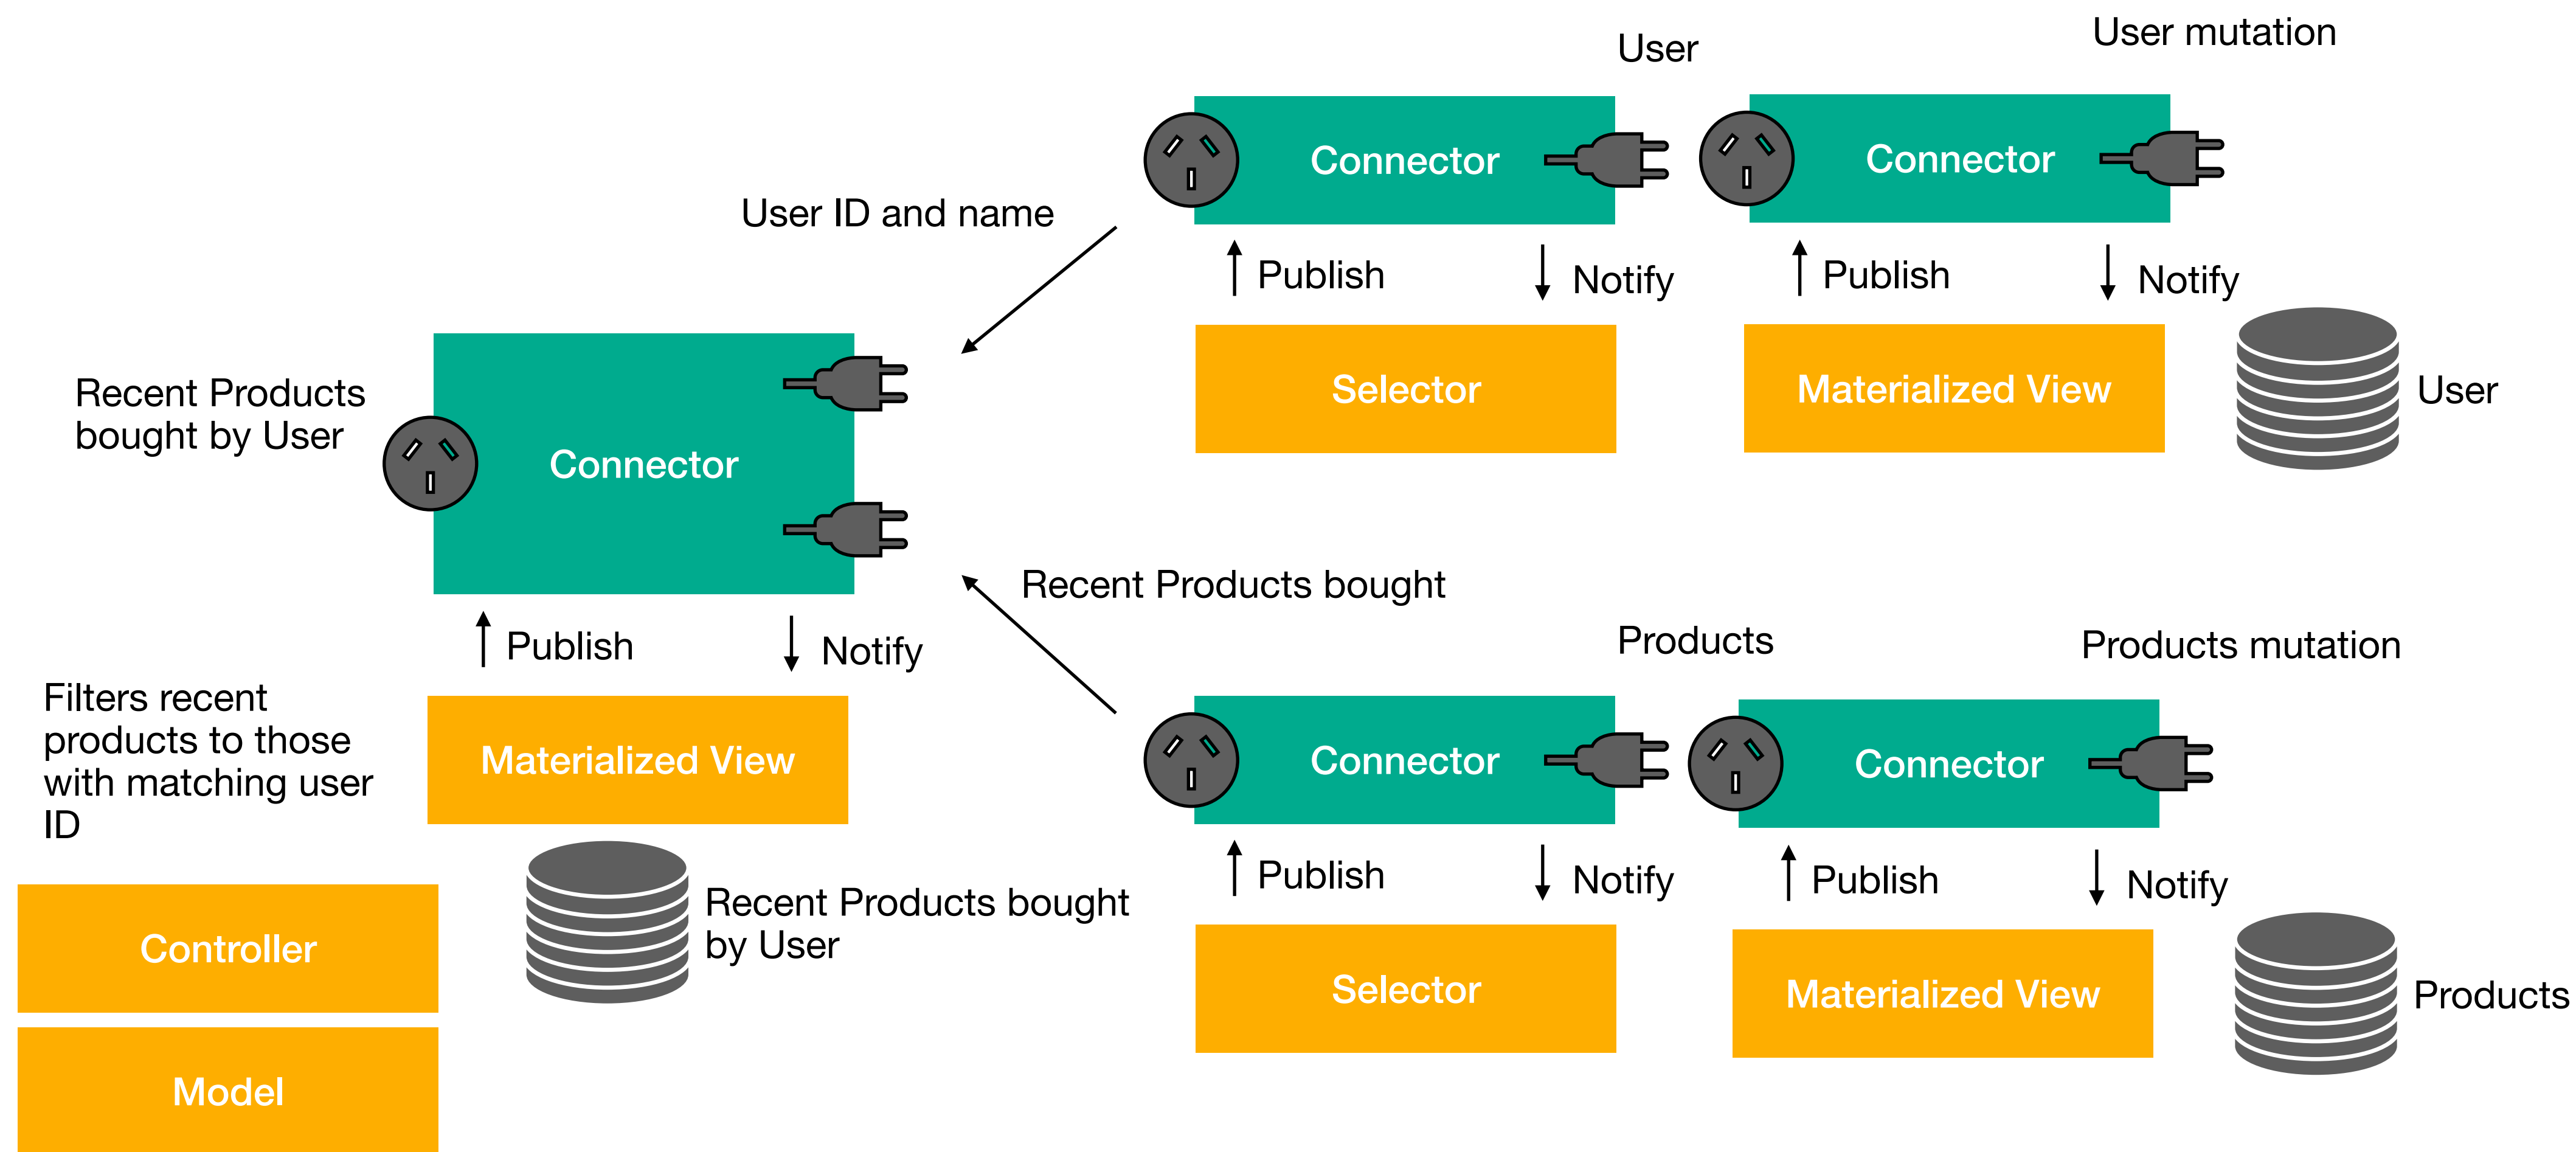 User mutation
User
Connector
Connector
User ID and name
Publish
Notify
Publish
Notify
Selector
Materialized View
User
Recent Products
bought by User
Connector
Recent Products bought
Publish
Notify
Products
Products mutation
Filters recent
products to those
with matching user
ID
Materialized View
Connector
Connector
Recent Products bought
by User
Publish
Notify
Publish
Notify
Controller
Selector
Materialized View
Products
Model